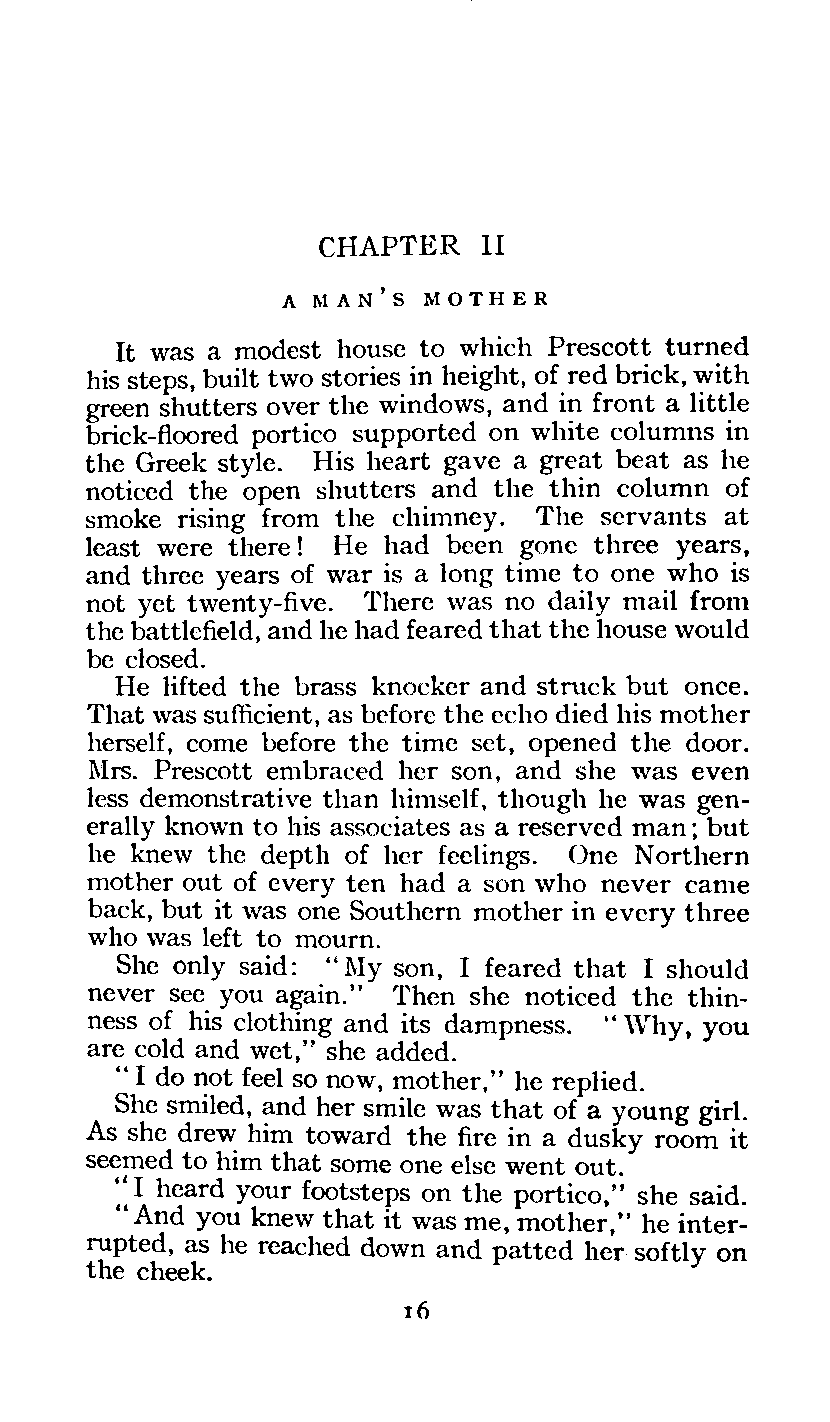 CHAPTER II
A MAN'S MOTHER
It was a modest house to which Prescott turned
his steps, built two stories in height, of red brick, with
green shutters over the windows, and in front a little
brick-floored portico supported on white columns in
the Greek style. His heart gave a great beat as he
noticed the open shutters and the thin column of
smoke rising from the chimney. The servants at
least were there! He had been gone three years,
and three years of war is a long time to one who is
not yet twenty-five. There was no daily mail from
the battlefield, and he had feared that the house would
be closed.
He lifted the brass knocker and struck but once.
That was sufficient, as before the echo died his mother
herself, come before the time set, opened the door.
Mrs. Prescott embraced her son, and she was even
less demonstrative than himself, though he was gen-
erally known to his associates as a reserved man; but
he knew the depth of her feelings. One Northern
mother out of every ten had a son who never came
back, but it was one Southern mother in every three
who was left to mourn.
She only said: "My son, I feared that I should
never see you again." Then she noticed the thin-
ness of his clothing and its dampness. "Why, you
are cold and wet," she added.
"I do not feel so now, mother," he replied.
She smiled, and her smile was that of a young girl.
As she drew him toward the fire in a dusky room it
seemed to him that some one else went out.
"I heard your footsteps on the portico," she said.
"And you knew that it was me, mother," he inter-
rupted, as he reached down and patted her softly on
the cheek.
16